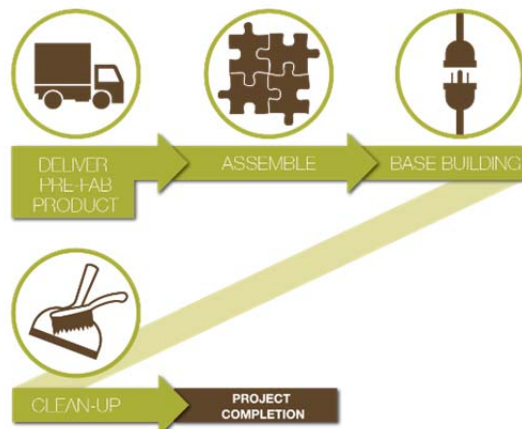 DELIVER
PRE-FAB
PRODUCT
ASSEMBLE
BASE BUILDING
CLEAN-UP
PROJECT
COMPLETION